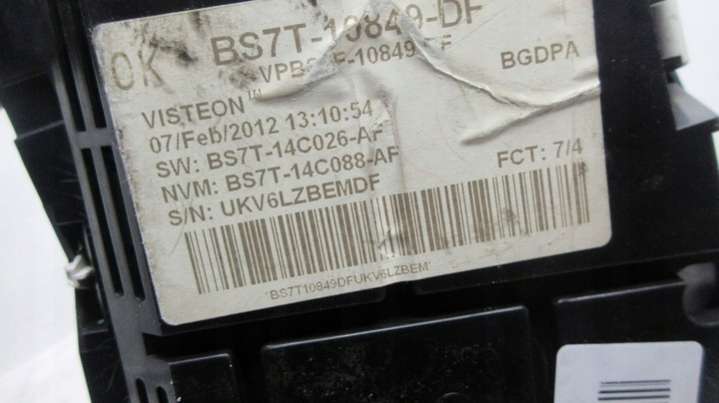 OK BS7T-10849-DF
BGDPA
VISTEON
07/Feb/2012 13:10:54
SW: BS7T-14C026-AF
NVM: BS7T-14C088-AF
FCT: 7/4
S/N: UKV6LZBEMDF
*BS7T10849DFUKV6LZBEM*